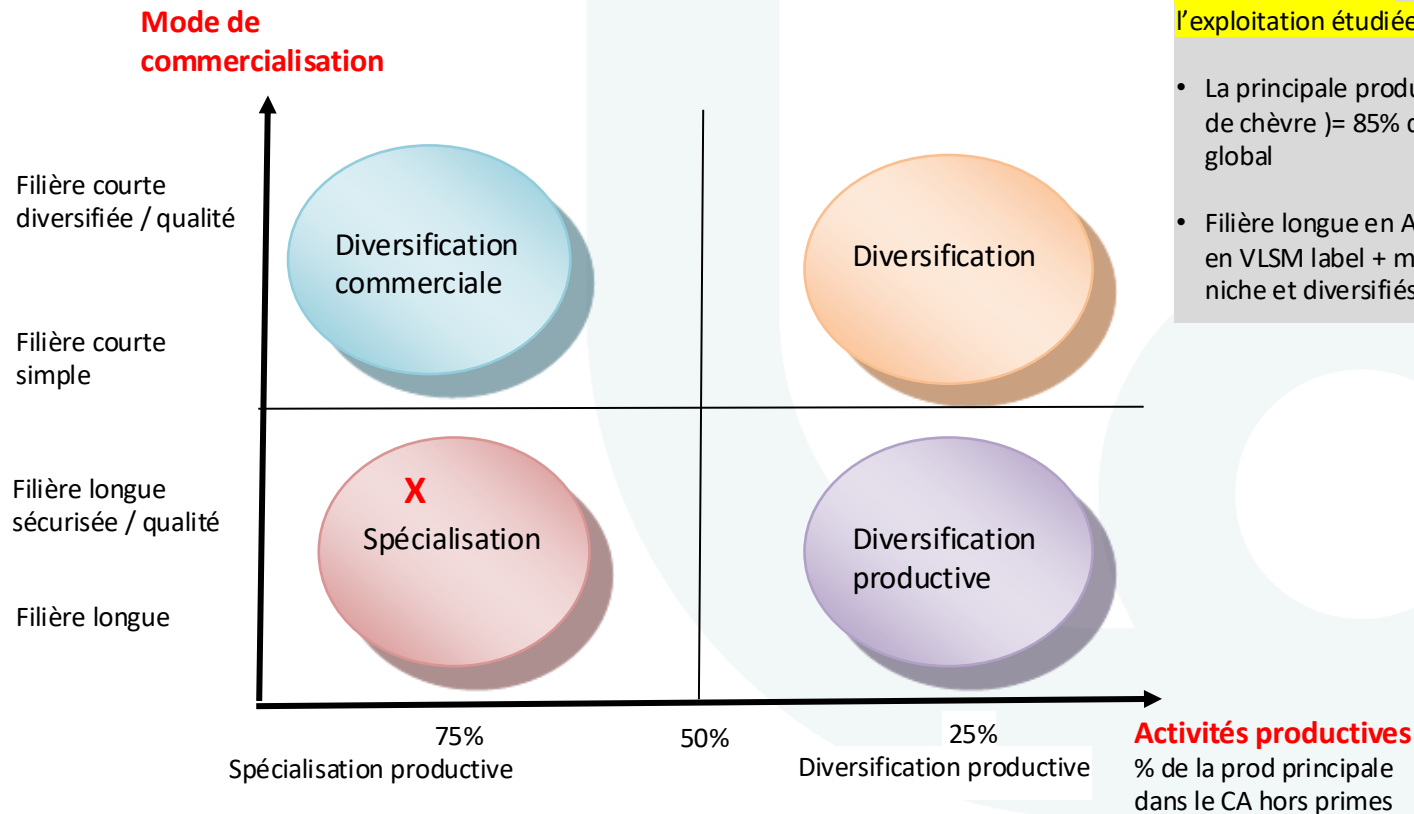 Mode de
commercialisation
l'exploitation étudiée
• La principale
de chèvre )= 85%
global
• Filière longue en
en VLSM label +
niche et diversifiés
Filière courte
diversifiée / qualité
Diversification
commerciale
Diversification
Filière courte
simple
Filière longue
sécurisée / qualité
X
Spécialisation
Diversification
productive
Filière longue
75%
50%
25%
Spécialisation productive
Diversification productive
Activités productives
% de la prod principale
dans le CA hors primes